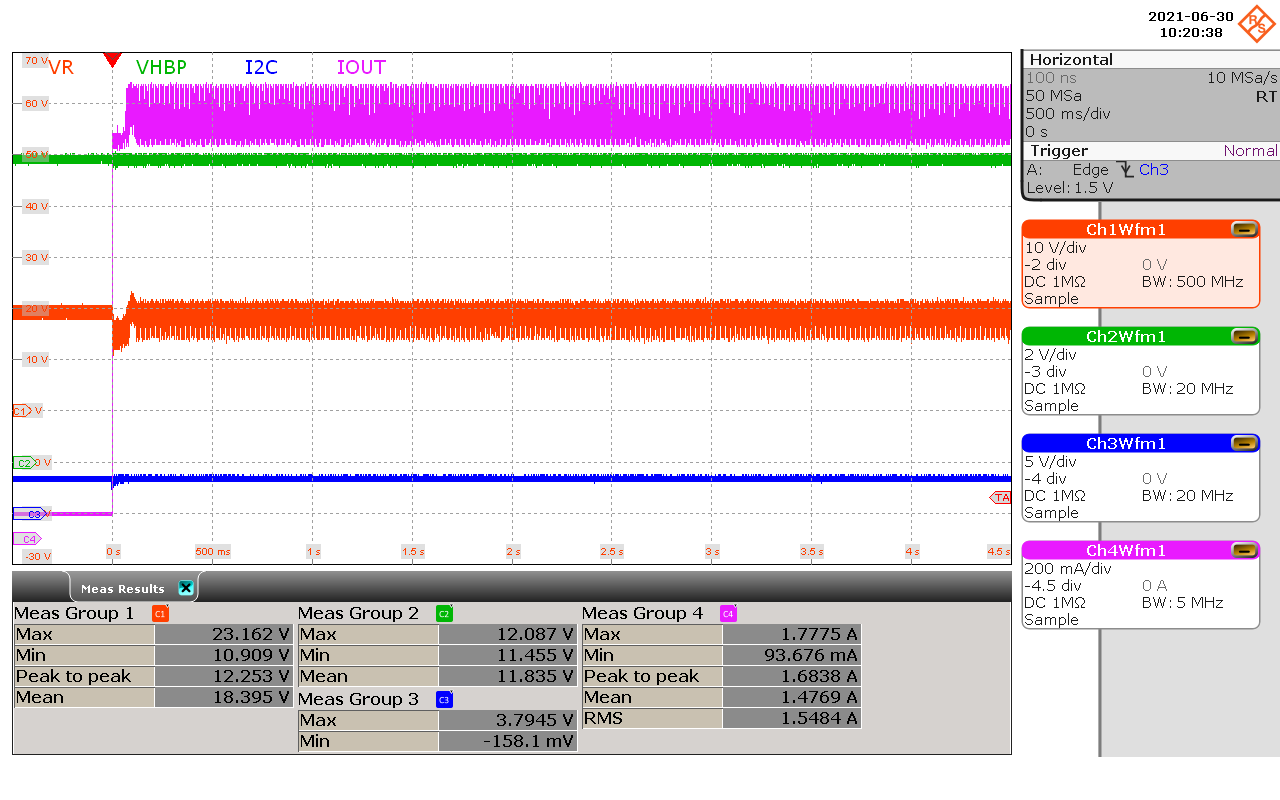 2021-06-30
10:20:38
R&S
VR VHBP I2C IOUT
70 V
60 V
50 V
40 V
30 V
20 V
10 V
C1 V
C2 0 V
C3 V
C4
-30 V
TA
0 s 500 ms 1 s 1.5 s 2 s 2.5 s 3 s 3.5 s 4 s 4.5 s
Horizontal
100 ns 10 MSa/s
50 MSa RT
500 ms/div
0 s
Trigger Normal
A: Edge Ch3
Level: 1.5 V
Ch1Wfm1
10 V/div
-2 div 0 V
DC 1MΩ BW: 500 MHz
Sample
Ch2Wfm1
2 V/div
-3 div 0 V
DC 1MΩ BW: 20 MHz
Sample
Ch3Wfm1
5 V/div
-4 div 0 V
DC 1MΩ BW: 20 MHz
Sample
Ch4Wfm1
200 mA/div
-4.5 div 0 A
DC 1MΩ BW: 5 MHz
Sample
Meas Results
Meas Group 1 C1
Max 23.162 V
Min 10.909 V
Peak to peak 12.253 V
Mean 18.395 V
Meas Group 2 C2
Max 12.087 V
Min 11.455 V
Mean 11.835 V
Meas Group 3 C3
Max 3.7945 V
Min -158.1 mV
Meas Group 4 C4
Max 1.7775 A
Min 93.676 mA
Peak to peak 1.6838 A
Mean 1.4769 A
RMS 1.5484 A